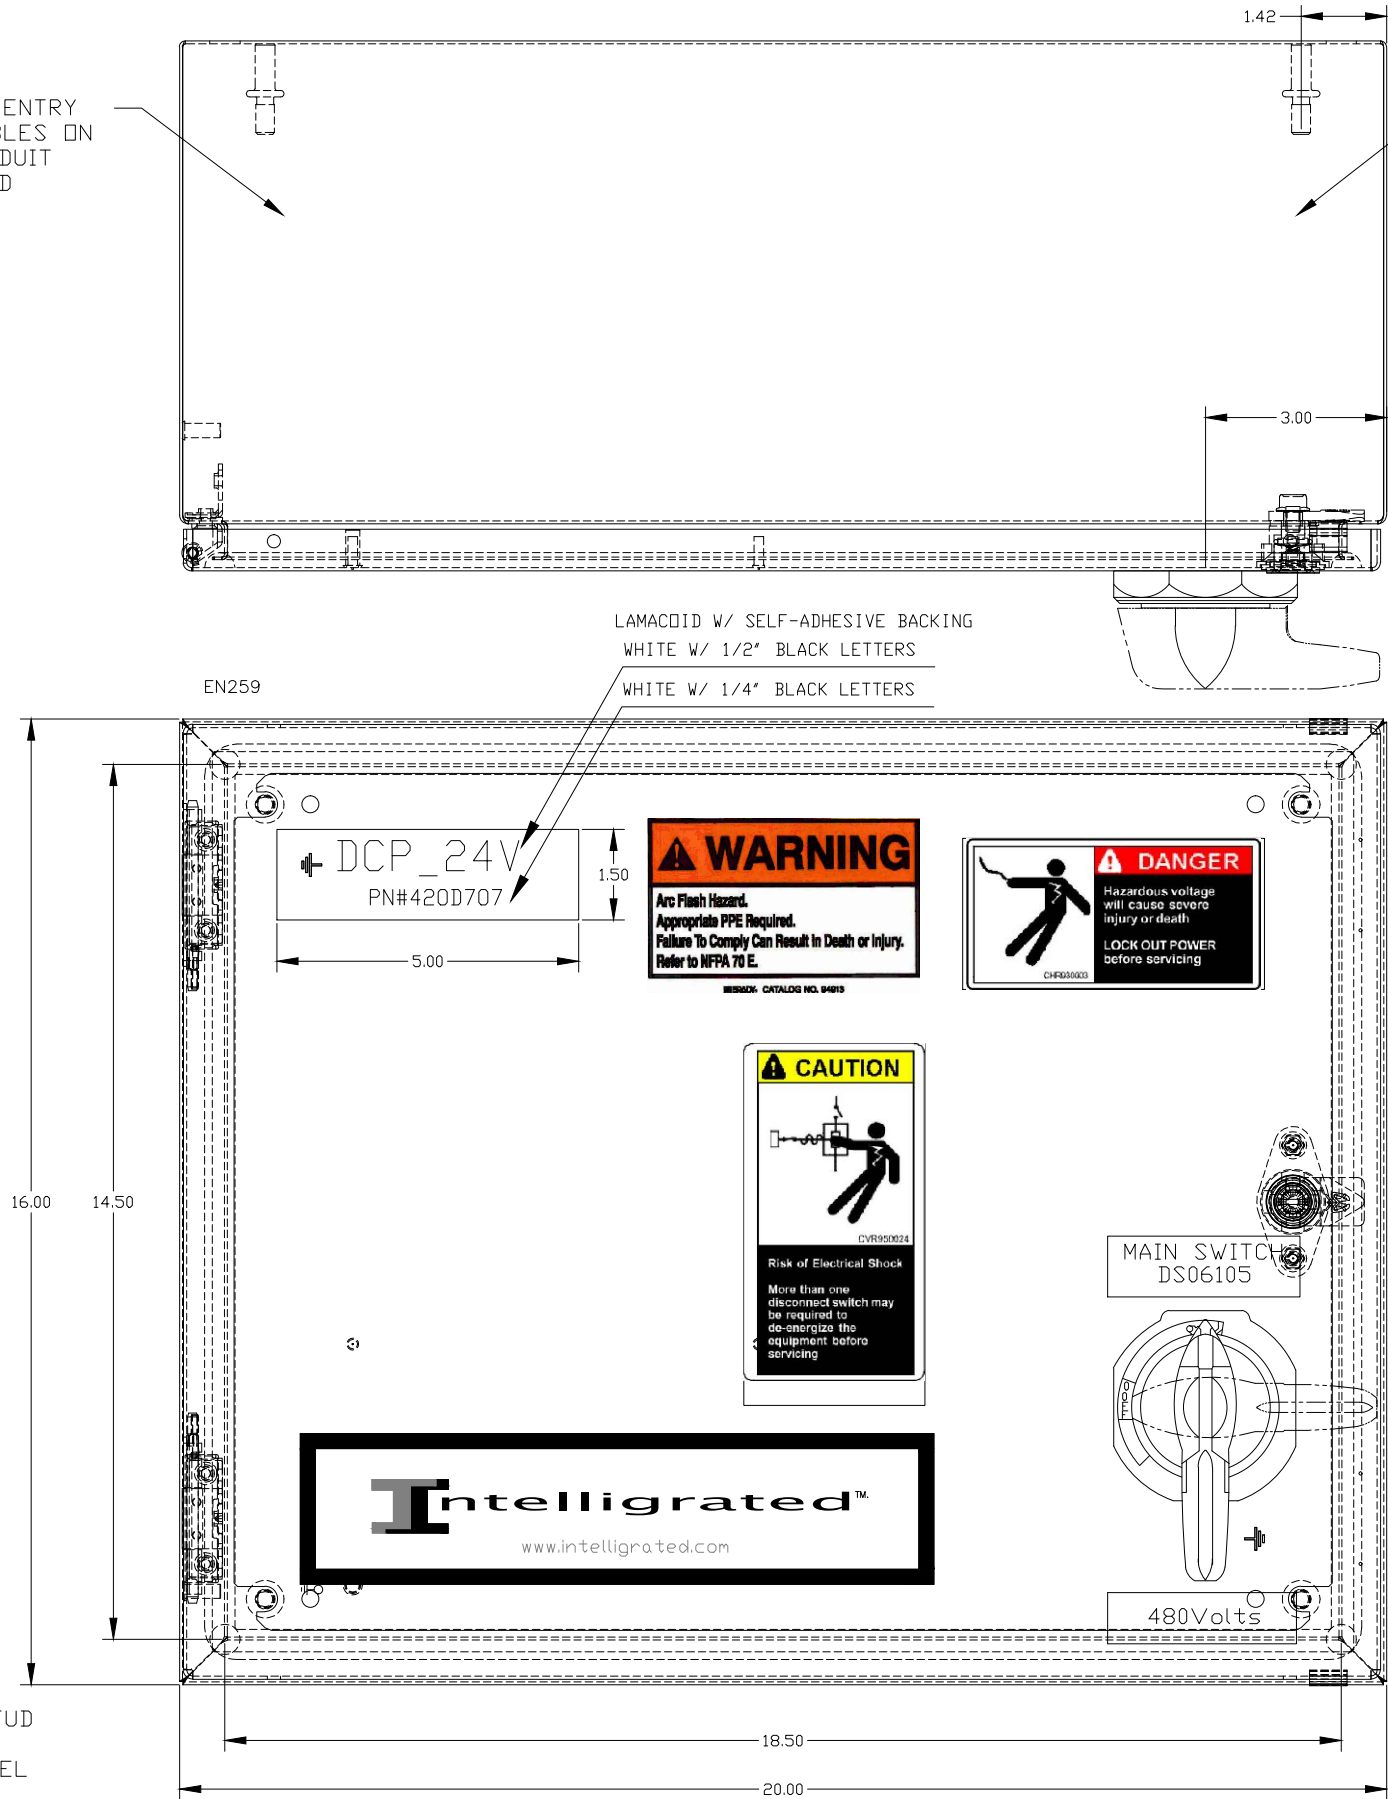 1.42
ENTRY
BLES ON
DUIT
D
3.00
LAMACOID W/ SELF-ADHESIVE BACKING
WHITE W/ 1/2" BLACK LETTERS
WHITE W/ 1/4" BLACK LETTERS
EN259
DCP_24V
PN#420D707
1.50
5.00
WARNING
Arc Flash Hazard.
Appropriate PPE Required.
Failure To Comply Can Result in Death or Injury.
Refer to NFPA 70 E.
CATALOG NO. 94913
DANGER
Hazardous voltage
will cause severe
injury or death
LOCK OUT POWER
before servicing
CHR930603
CAUTION
CVR950024
Risk of Electrical Shock
More than one
disconnect switch may
be required to
de-energize the
equipment before
servicing
16.00
14.50
MAIN SWITCH
DS06105
Intelligrated™
www.intelligrated.com
480Volts
TUD
EL
18.50
20.00